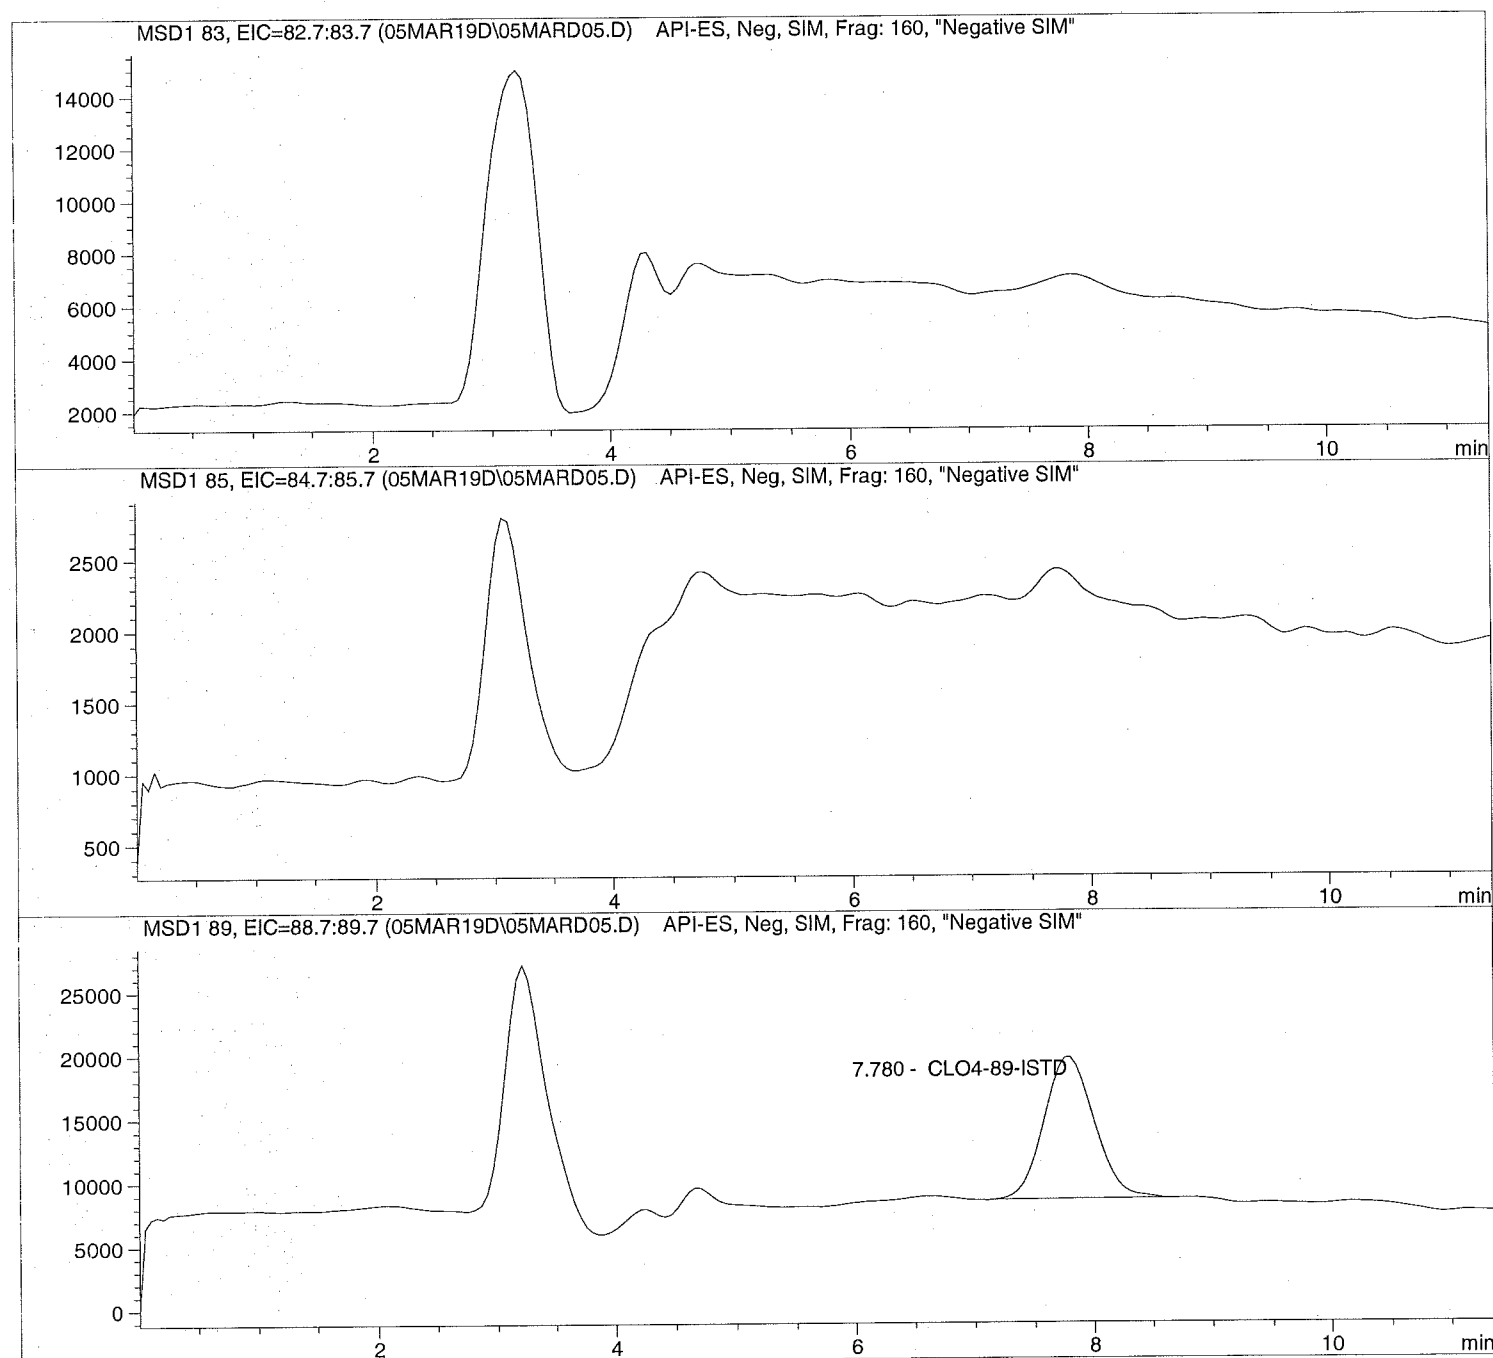 MSD1 83, EIC=82.7:83.7 (05MAR19D\05MARD05.D) API-ES, Neg, SIM, Frag: 160, "Negative SIM"
14000
12000
10000
8000
6000
4000
2000
2 4 6 8 10 min
MSD1 85, EIC=84.7:85.7 (05MAR19D\05MARD05.D) API-ES, Neg, SIM, Frag: 160, "Negative SIM"
2500
2000
1500
1000
500
2 4 6 8 10 min
MSD1 89, EIC=88.7:89.7 (05MAR19D\05MARD05.D) API-ES, Neg, SIM, Frag: 160, "Negative SIM"
25000
20000
7.780 - CLO4-89-ISTD
15000
10000
5000
0
2 4 6 8 10 min